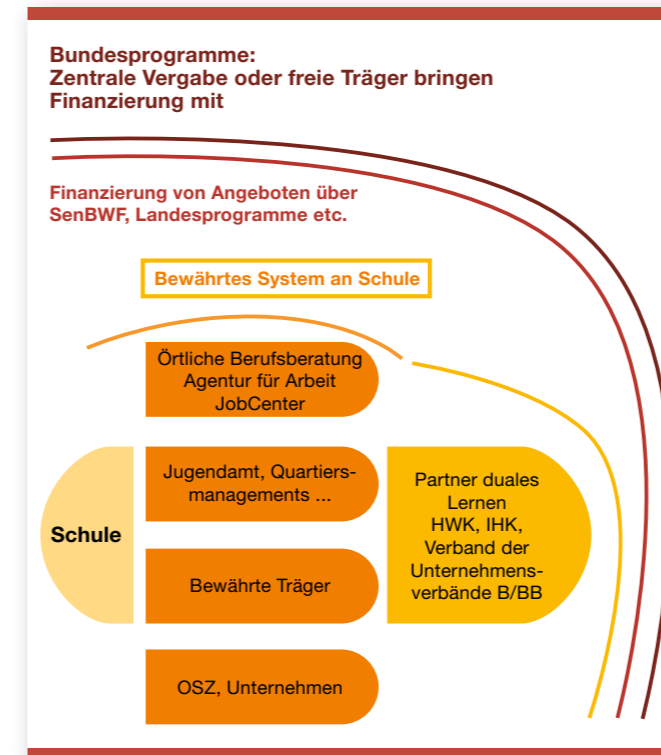 Bundesprogramme:
Zentrale Vergabe oder freie Träger bringen
Finanzierung mit
Finanzierung von Angeboten über
SenBWF, Landesprogramme etc.
Bewährtes System an Schule
Örtliche Berufsberatung
Agentur für Arbeit
JobCenter
Schule
Jugendamt, Quartiers-
managements ...
Bewährte Träger
OSZ, Unternehmen
Partner duales
Lernen
HWK, IHK,
Verband der
Unternehmens-
verbände B/BB